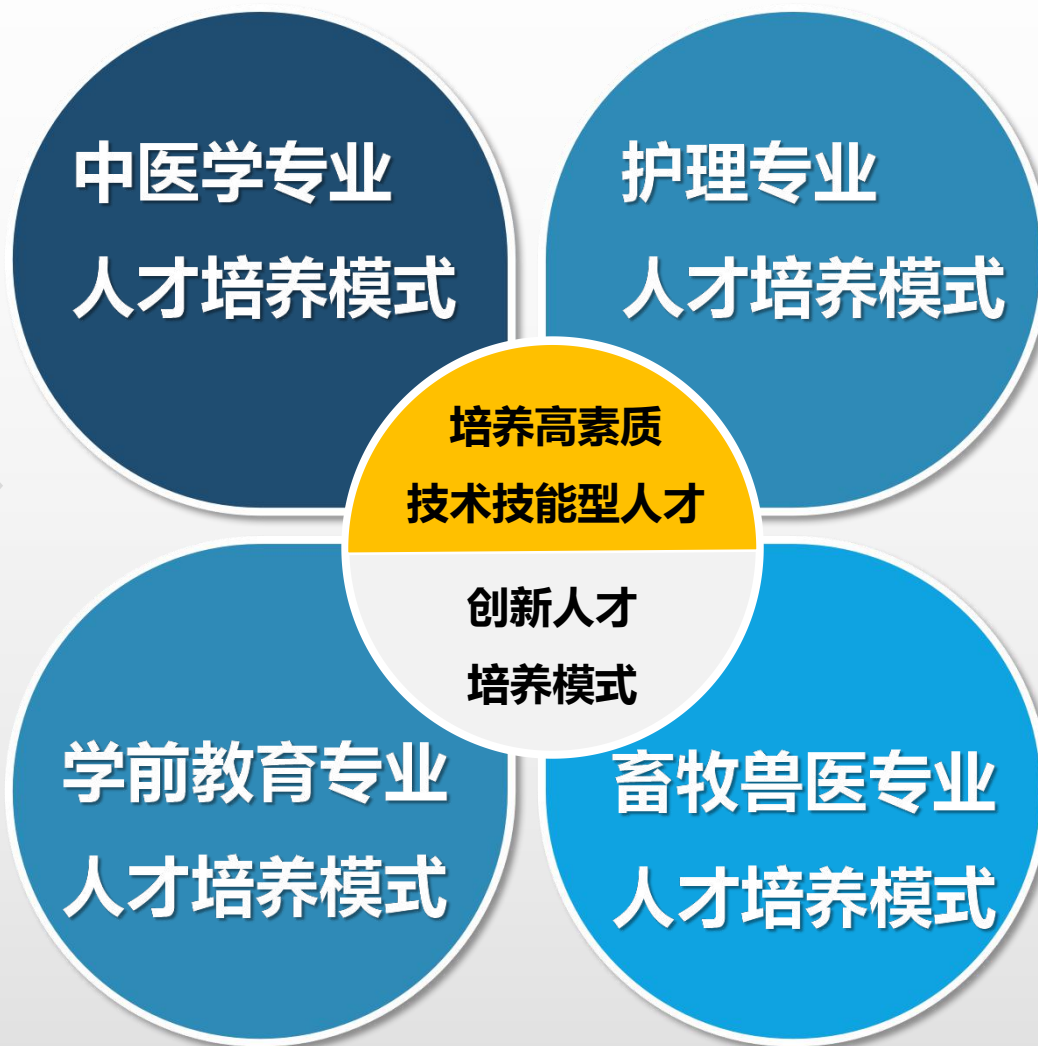 中医学专业
人才培养模式
护理专业
人才培养模式
培养高素质
技术技能型人才
创新人才
培养模式
学前教育专业
人才培养模式
畜牧兽医专业
人才培养模式